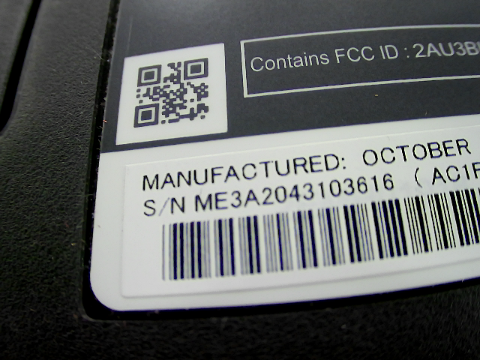 Contains FCC ID : 2AU3B
MANUFACTURED: OCTOBER
S/N ME3A2043103616 ( AC1